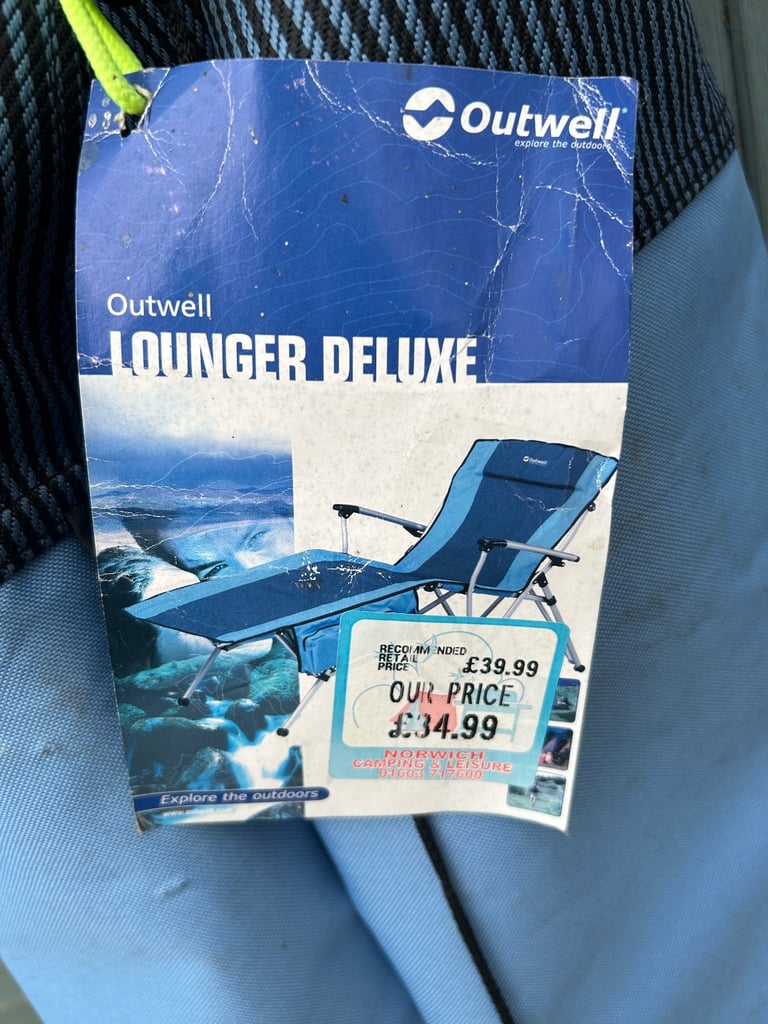 Outwell
explore the outdoors
Outwell
LOUNGER DELUXE
Outwell
RECOMMENDED
RETAIL
PRICE
£39.99
OUR PRICE
£34.99
NORWICH
CAMPING & LEISURE
01603 717600
Explore the outdoors